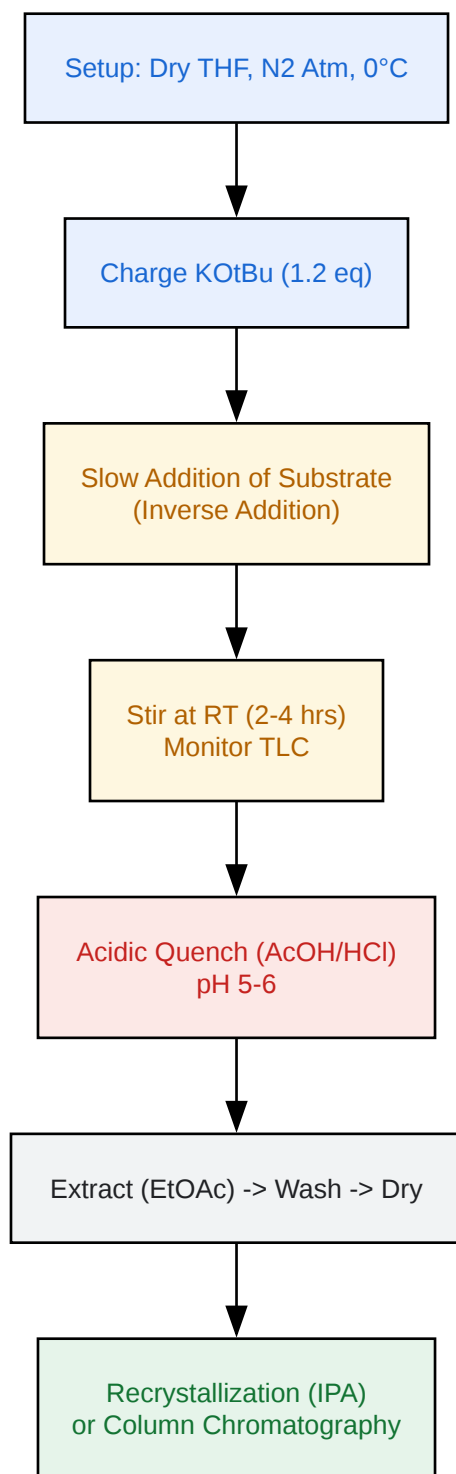 Setup: Dry THF, N2 Atm, 0°C
Charge KOtBu (1.2 eq)
Slow Addition of Substrate
(Inverse Addition)
Stir at RT (2-4 hrs)
Monitor TLC
Acidic Quench (AcOH/HCl)
pH 5-6
Extract (EtOAc) -> Wash -> Dry
Recrystallization (IPA)
or Column Chromatography